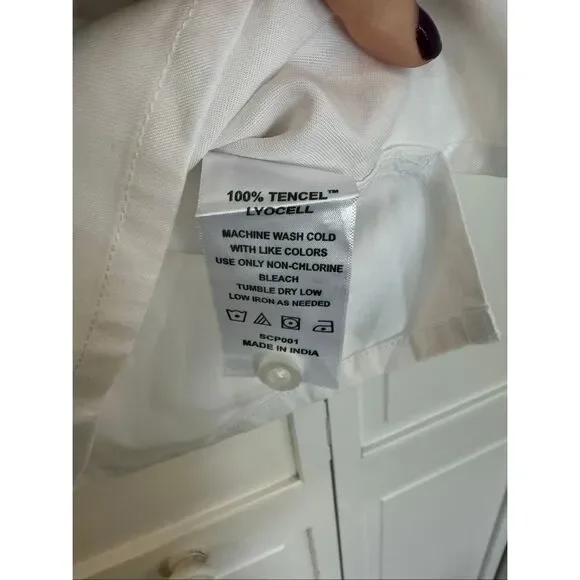 100% TENCEL™
LYOCELL
MACHINE WASH COLD
WITH LIKE COLORS
USE ONLY NON-CHLORINE
BLEACH
TUMBLE DRY LOW
LOW IRON AS NEEDED
SCP001
MADE IN INDIA